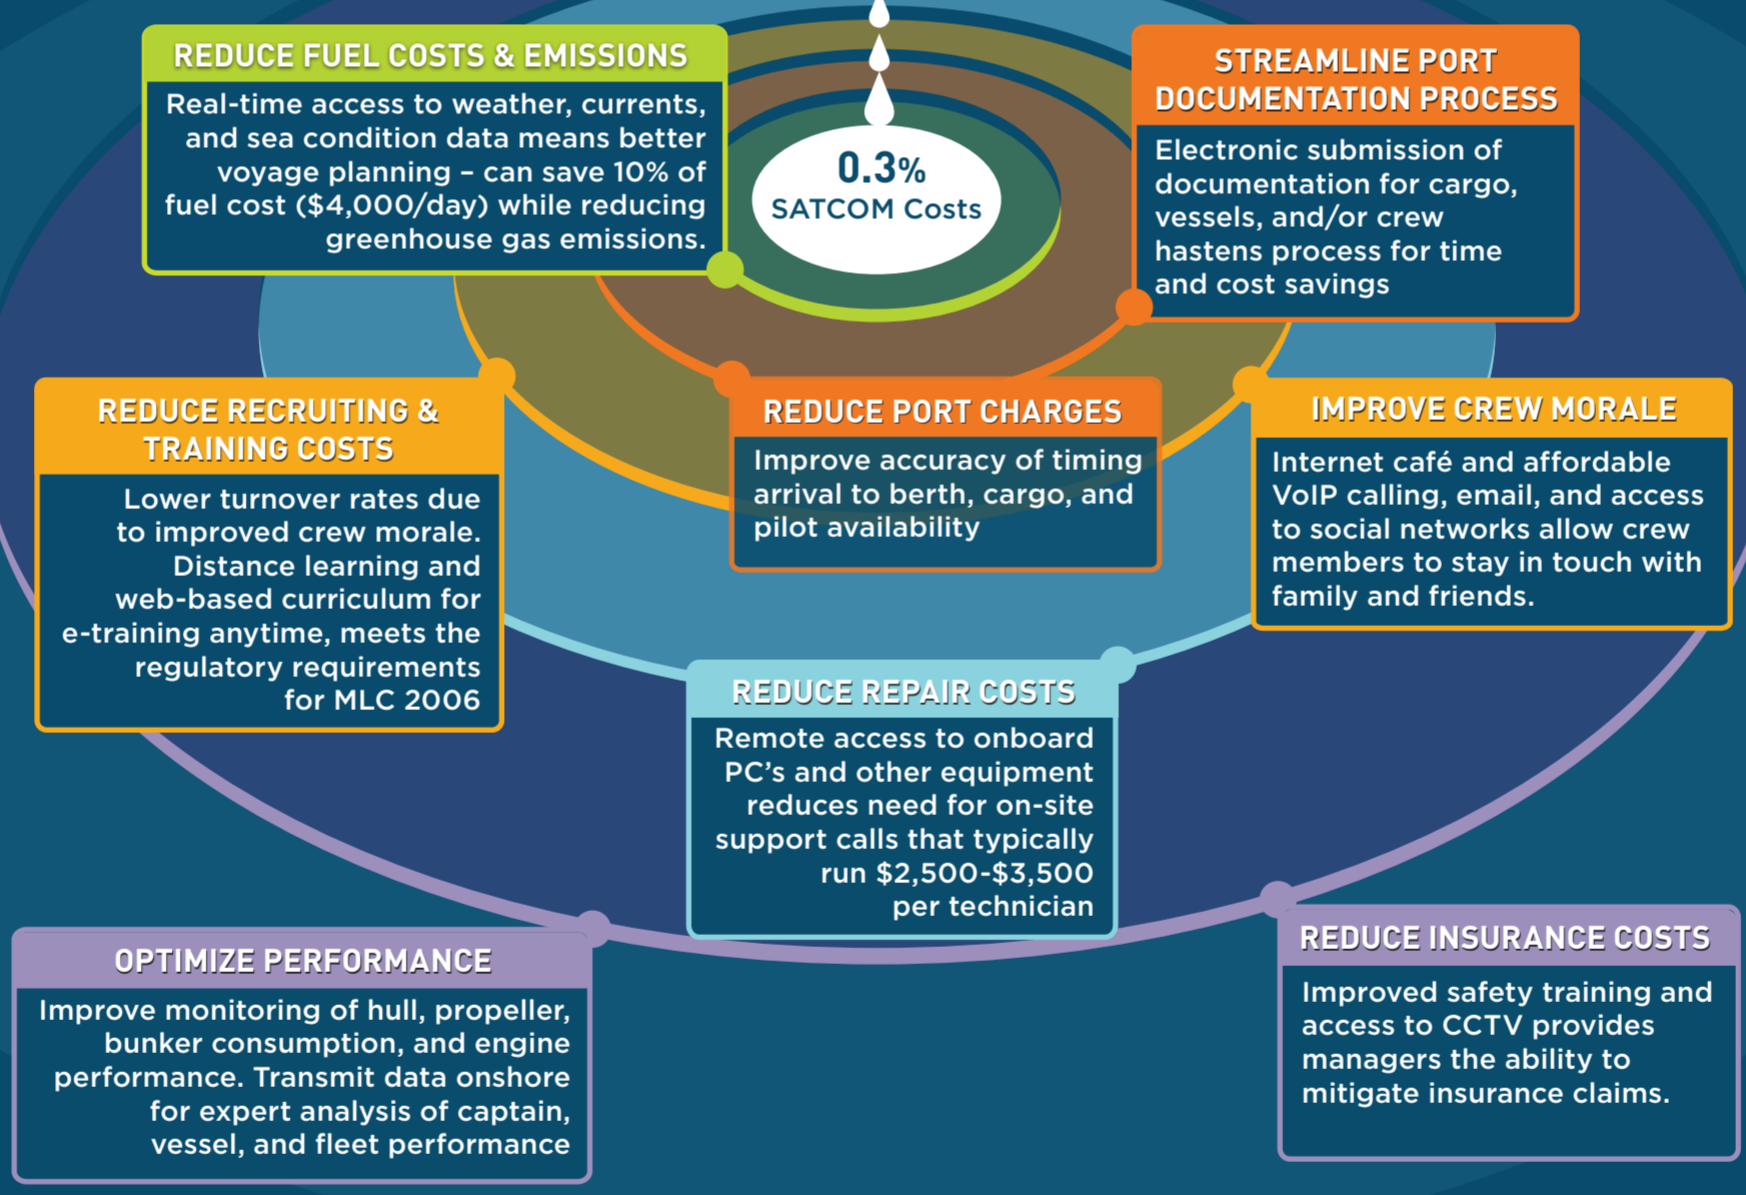 REDUCE FUEL COSTS & EMISSIONS
Real-time access to weather, currents,
and sea condition data means better
voyage planning – can save 10% of
fuel cost ($4,000/day) while reducing
greenhouse gas emissions.
0.3%
SATCOM Costs
STREAMLINE PORT
DOCUMENTATION PROCESS
Electronic submission of
documentation for cargo,
vessels, and/or crew
hastens process for time
and cost savings
REDUCE RECRUITING &
TRAINING COSTS
Lower turnover rates due
to improved crew morale.
Distance learning and
web-based curriculum for
e-training anytime, meets the
regulatory requirements
for MLC 2006
REDUCE PORT CHARGES
Improve accuracy of timing
arrival to berth, cargo, and
pilot availability
IMPROVE CREW MORALE
Internet café and affordable
VoIP calling, email, and access
to social networks allow crew
members to stay in touch with
family and friends.
REDUCE REPAIR COSTS
Remote access to onboard
PC’s and other equipment
reduces need for on-site
support calls that typically
run $2,500-$3,500
per technician
OPTIMIZE PERFORMANCE
Improve monitoring of hull, propeller,
bunker consumption, and engine
performance. Transmit data onshore
for expert analysis of captain,
vessel, and fleet performance
REDUCE INSURANCE COSTS
Improved safety training and
access to CCTV provides
managers the ability to
mitigate insurance claims.